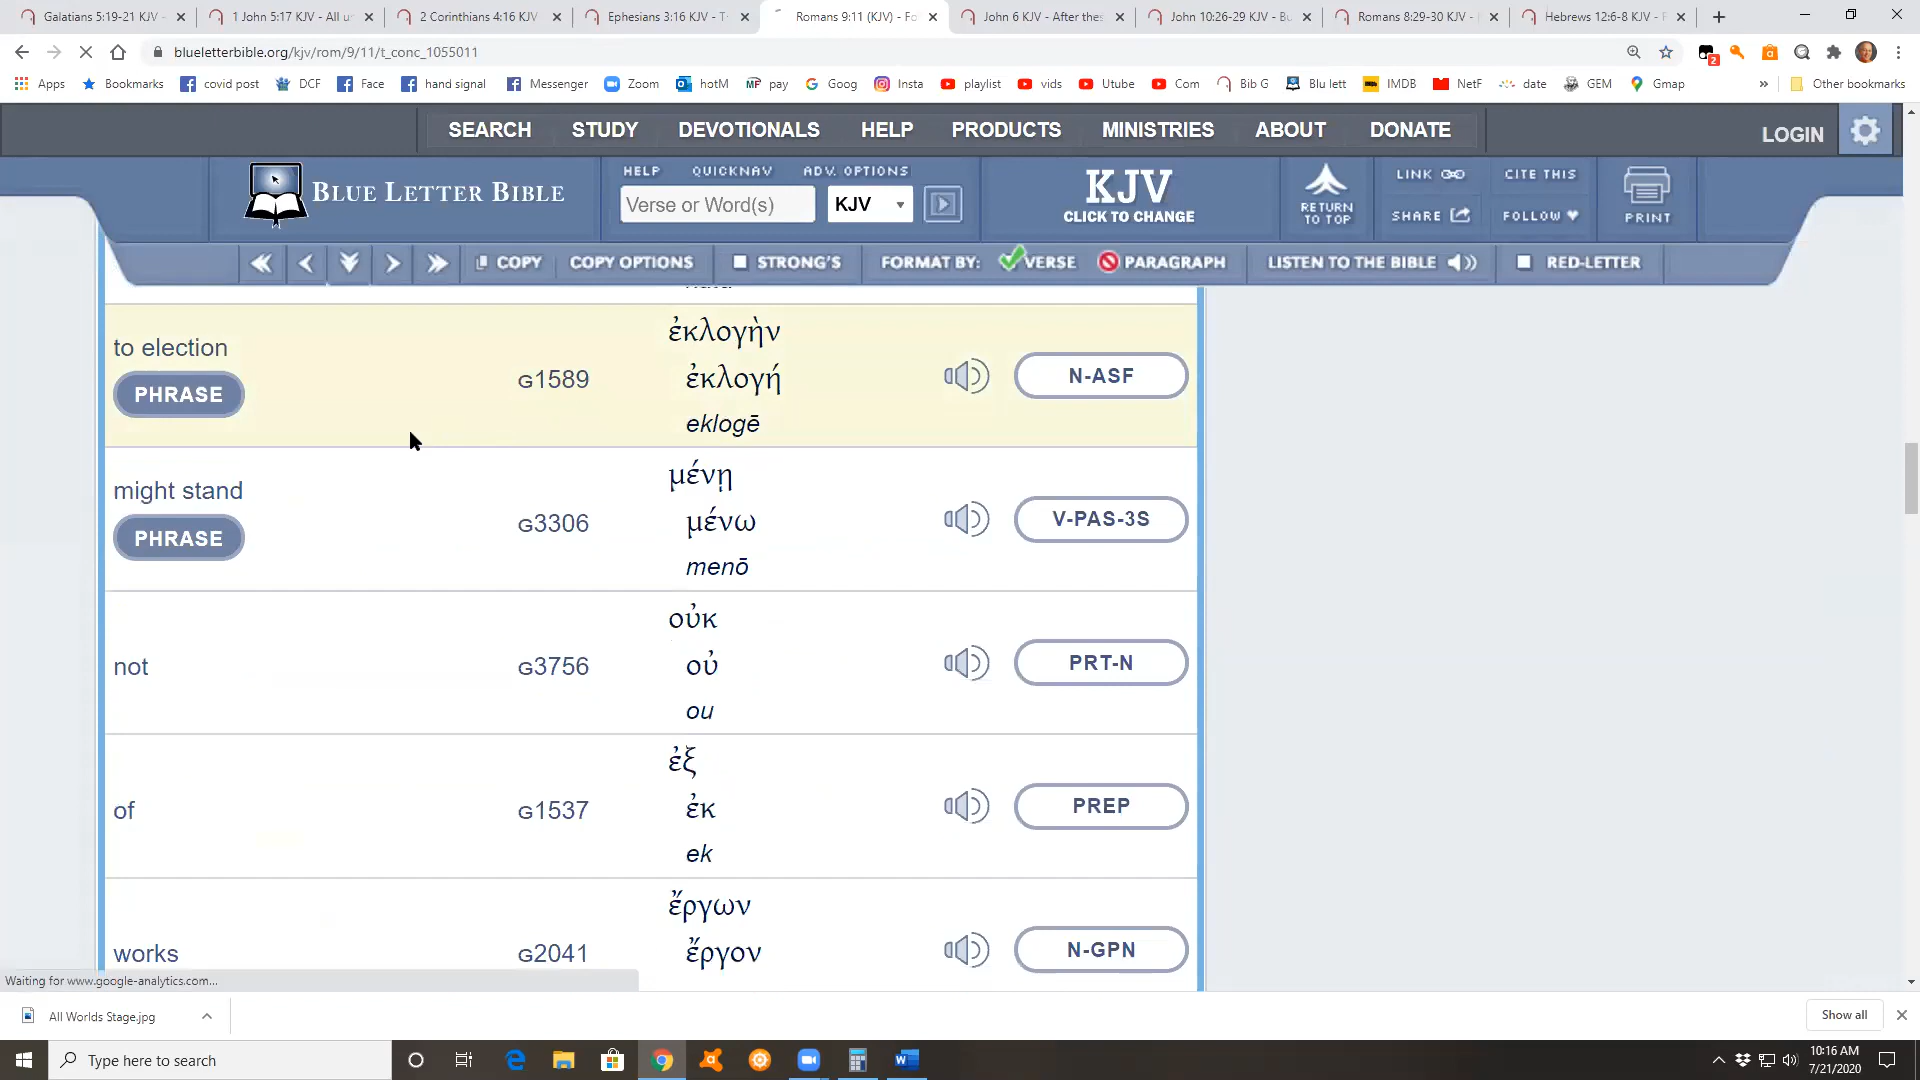 Galatians 5:19-21 KJV -
1 John 5:17 KJV - All u
2 Corinthians 4:16 KJV
Ephesians 3:16 KJV - T
Romans 9:11 (KJV) - Fo
John 6 KJV - After thes
John 10:26-29 KJV - Bu
Romans 8:29-30 KJV -
Hebrews 12:6-8 KJV - F
blueletterbible.org/kjv/rom/9/11/t_conc_1055011
2
Apps
Bookmarks
covid post
DCF
Face
hand signal
Messenger
Zoom
hotM
pay
Goog
Insta
playlist
vids
Utube
Com
Bib G
Blu lett
IMDB
NetF
date
GEM
Gmap
»
Other bookmarks
SEARCH STUDY DEVOTIONALS HELP PRODUCTS MINISTRIES ABOUT DONATE
LOGIN
BLUE LETTER BIBLE
HELP QUICKNAV ADV. OPTIONS
Verse or Word(s)
KJV
KJV
CLICK TO CHANGE
RETURN
TO TOP
LINK
CITE THIS
SHARE
FOLLOW
PRINT
COPY
COPY OPTIONS
STRONG'S
FORMAT BY:
VERSE
PARAGRAPH
LISTEN TO THE BIBLE
RED-LETTER
to election
PHRASE
G1589
ἐκλογὴν
ἐκλογή
eklogē
N-ASF
might stand
PHRASE
G3306
μένῃ
μένω
menō
V-PAS-3S
not
G3756
οὐκ
οὐ
ou
PRT-N
of
G1537
ἐξ
ἐκ
ek
PREP
works
G2041
ἔργων
ἔργον
N-GPN
Waiting for www.google-analytics.com...
All Worlds Stage.jpg
Show all
Type here to search
10:16 AM
7/21/2020